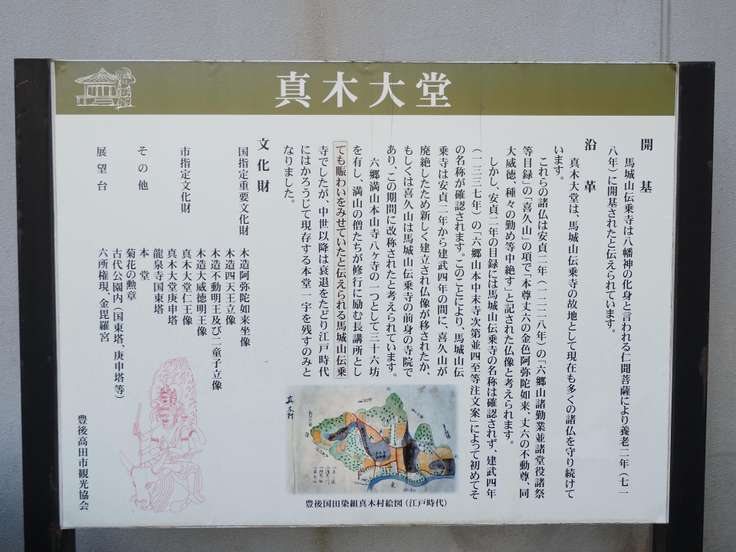 真木大堂
開基
馬城山伝乗寺は八幡神の化身と言われる仁聞菩薩により養老二年（七一
八年）に開基されたと伝えられています。
沿革
真木大堂は、馬城山伝乗寺の故地として現在も多くの諸仏を守り続けて
います。
これらの諸仏は安貞二年（一二二八年）の「六郷山諸勤業並諸堂役諸祭
等目録」の「喜久山」の項で「本尊丈六の金色阿弥陀如来、丈六の不動尊、同
大威徳、種々の勤め等中絶す」と記された仏像と考えられます。
しかし、安貞二年の目録には馬城山伝乗寺の名称は確認されず、建武四年
（一三三七年）の「六郷山本中末寺次第並四至等注文案」によって初めてそ
の名称が確認されます。このことにより、馬城山伝
乗寺は安貞二年から建武四年の間に、喜久山が
廃絶したため新しく建立され仏像が移されたか、
もしくは喜久山は馬城山伝乗寺の前身の寺院で
あり、この期間に改称されたと考えられています。
六郷満山本山寺八ケ寺の一つとして三十六坊
を有し、満山の僧たちが修行に励む長講所とし
ても賑わいをみせていたと伝えられる馬城山伝乗
寺でしたが、中世以降は衰退をたどり江戸時代
にはかろうじて現存する本堂一宇を残すのみと
なりました。
文化財
国指定重要文化財
木造阿弥陀如来坐像
木造四天王立像
木造不動明王及び二童子立像
木造大威徳明王像
市指定文化財
真木大堂仁王像
真木大堂庚申塔
龍泉寺国東塔
その他
本堂
菊花の勲章
古代公園内（国東塔、庚申塔等）
展望台
六所権現、金毘羅宮
真木村
豊後国田染組真木村絵図（江戸時代）
豊後高田市観光協会